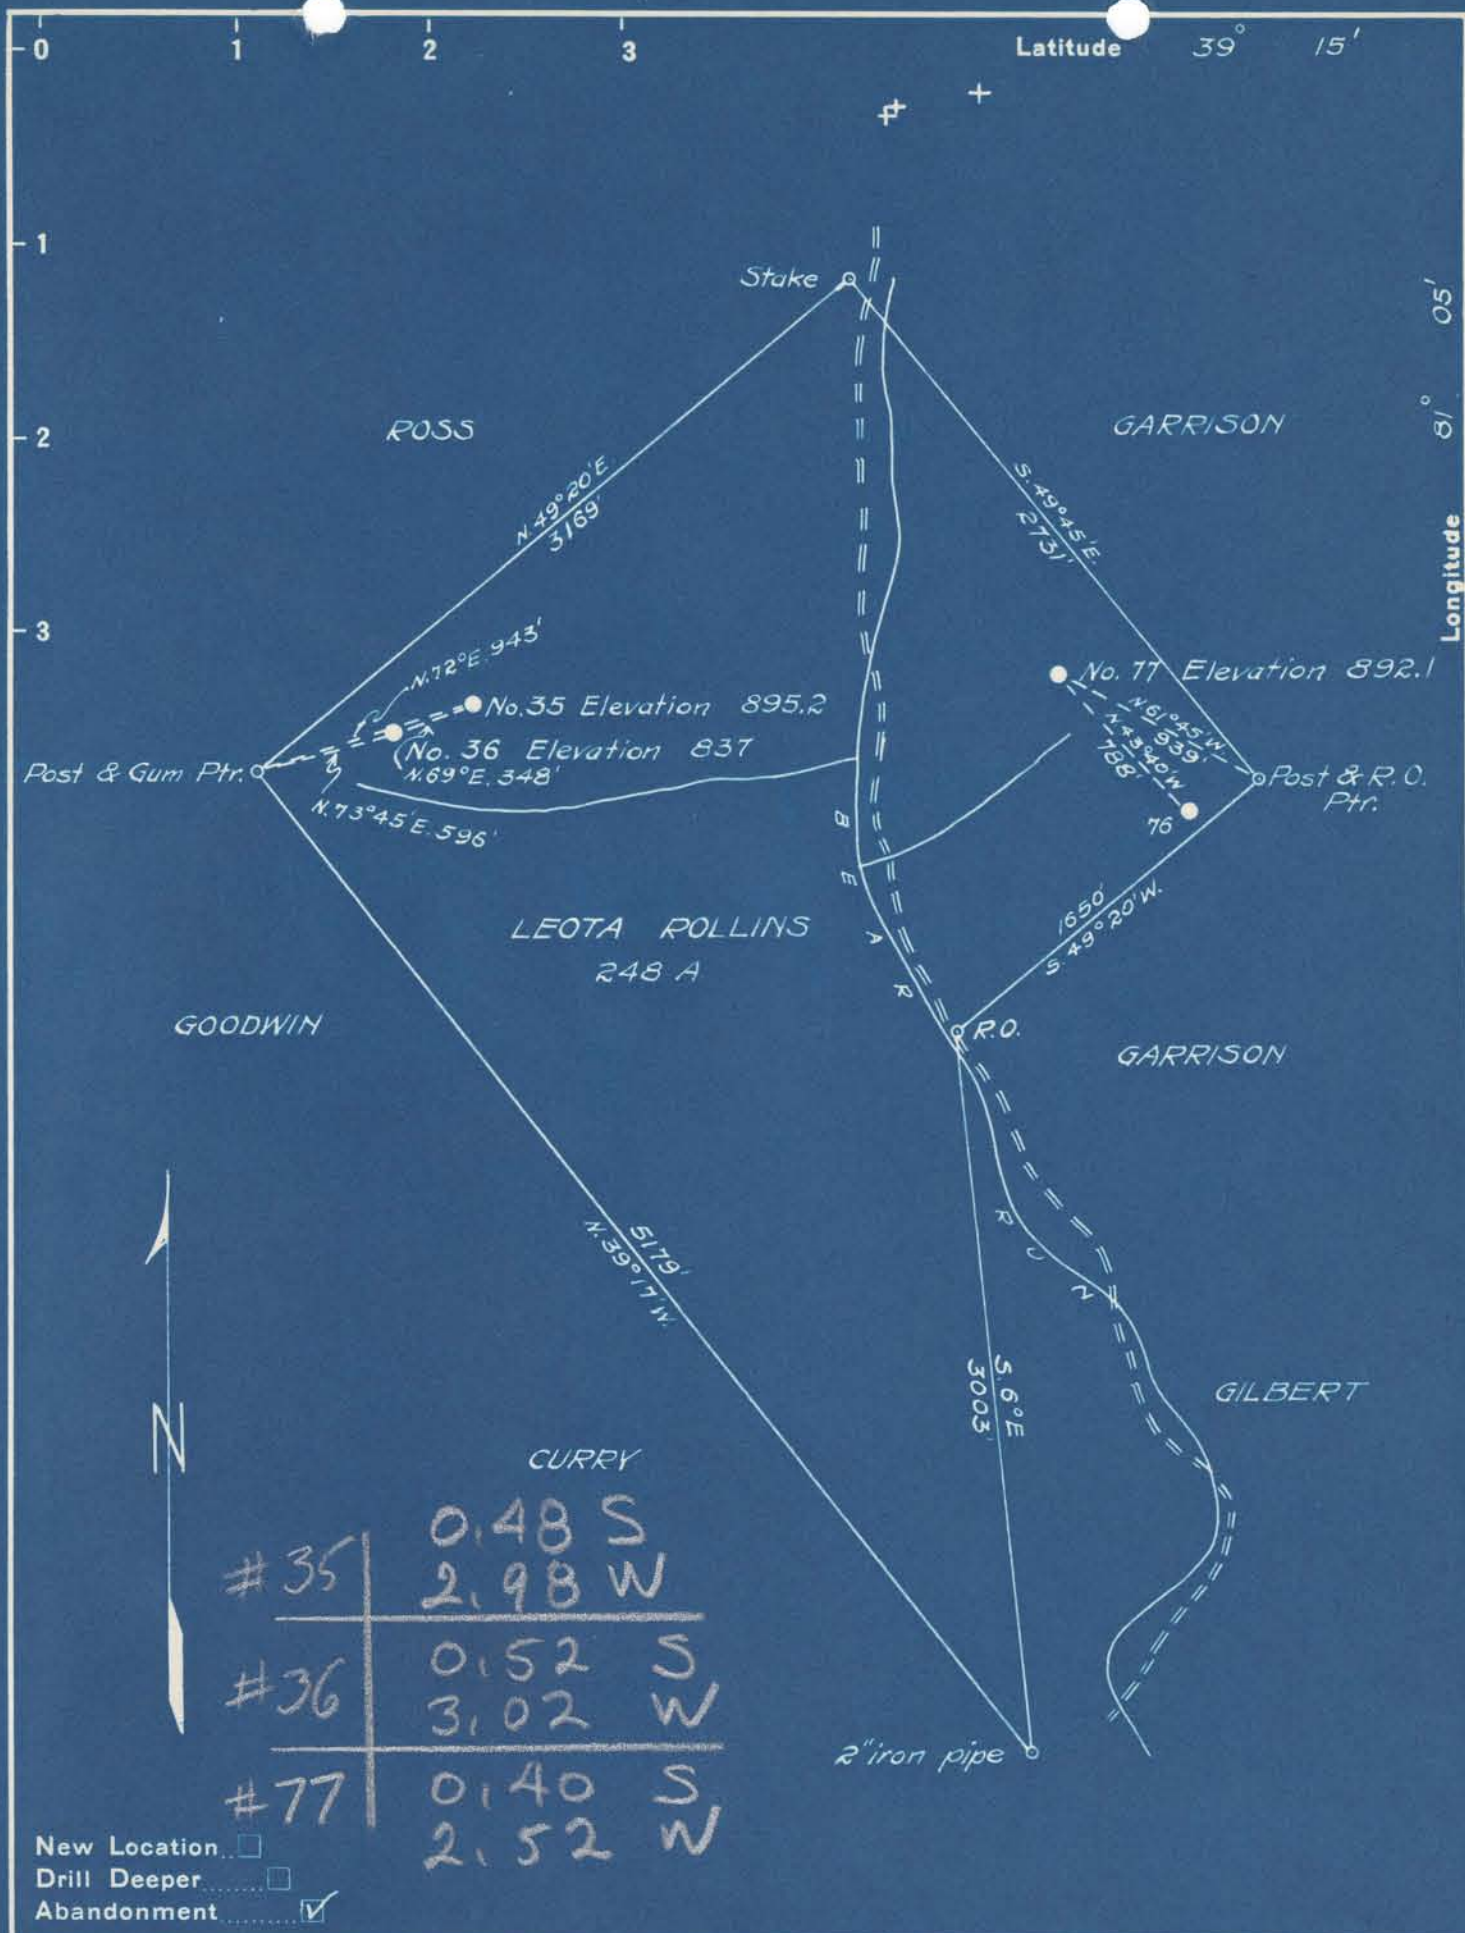 0 1 2 3 Latitude 39° 15'
1
2
3
Longitude 81° 05'
Stake
ROSS
GARRISON
N.49°20'E.
3169'
S.49°45'E.
2731'
N.72°E. 943'
No.35 Elevation 895.2
No. 36 Elevation 837
N.69°E. 348'
Post & Gum Ptr.
N.73°45'E. 596'
No. 77 Elevation 892.1
N.61°45'W.
939'
N.43°40'W
788'
Post & R.O.
Ptr.
76
BEAR RUN
LEOTA ROLLINS
248 A
1650'
S.49°20'W.
GOODWIN
R.O.
GARRISON
5179'
N.39°17'W.
S.6°E
3003'
GILBERT
N
CURRY
#35 0.48 S
2.98 W
#36 0.52 S
3.02 W
#77 0.40 S
2.52 W
2" iron pipe
New Location
Drill Deeper
Abandonment ✓